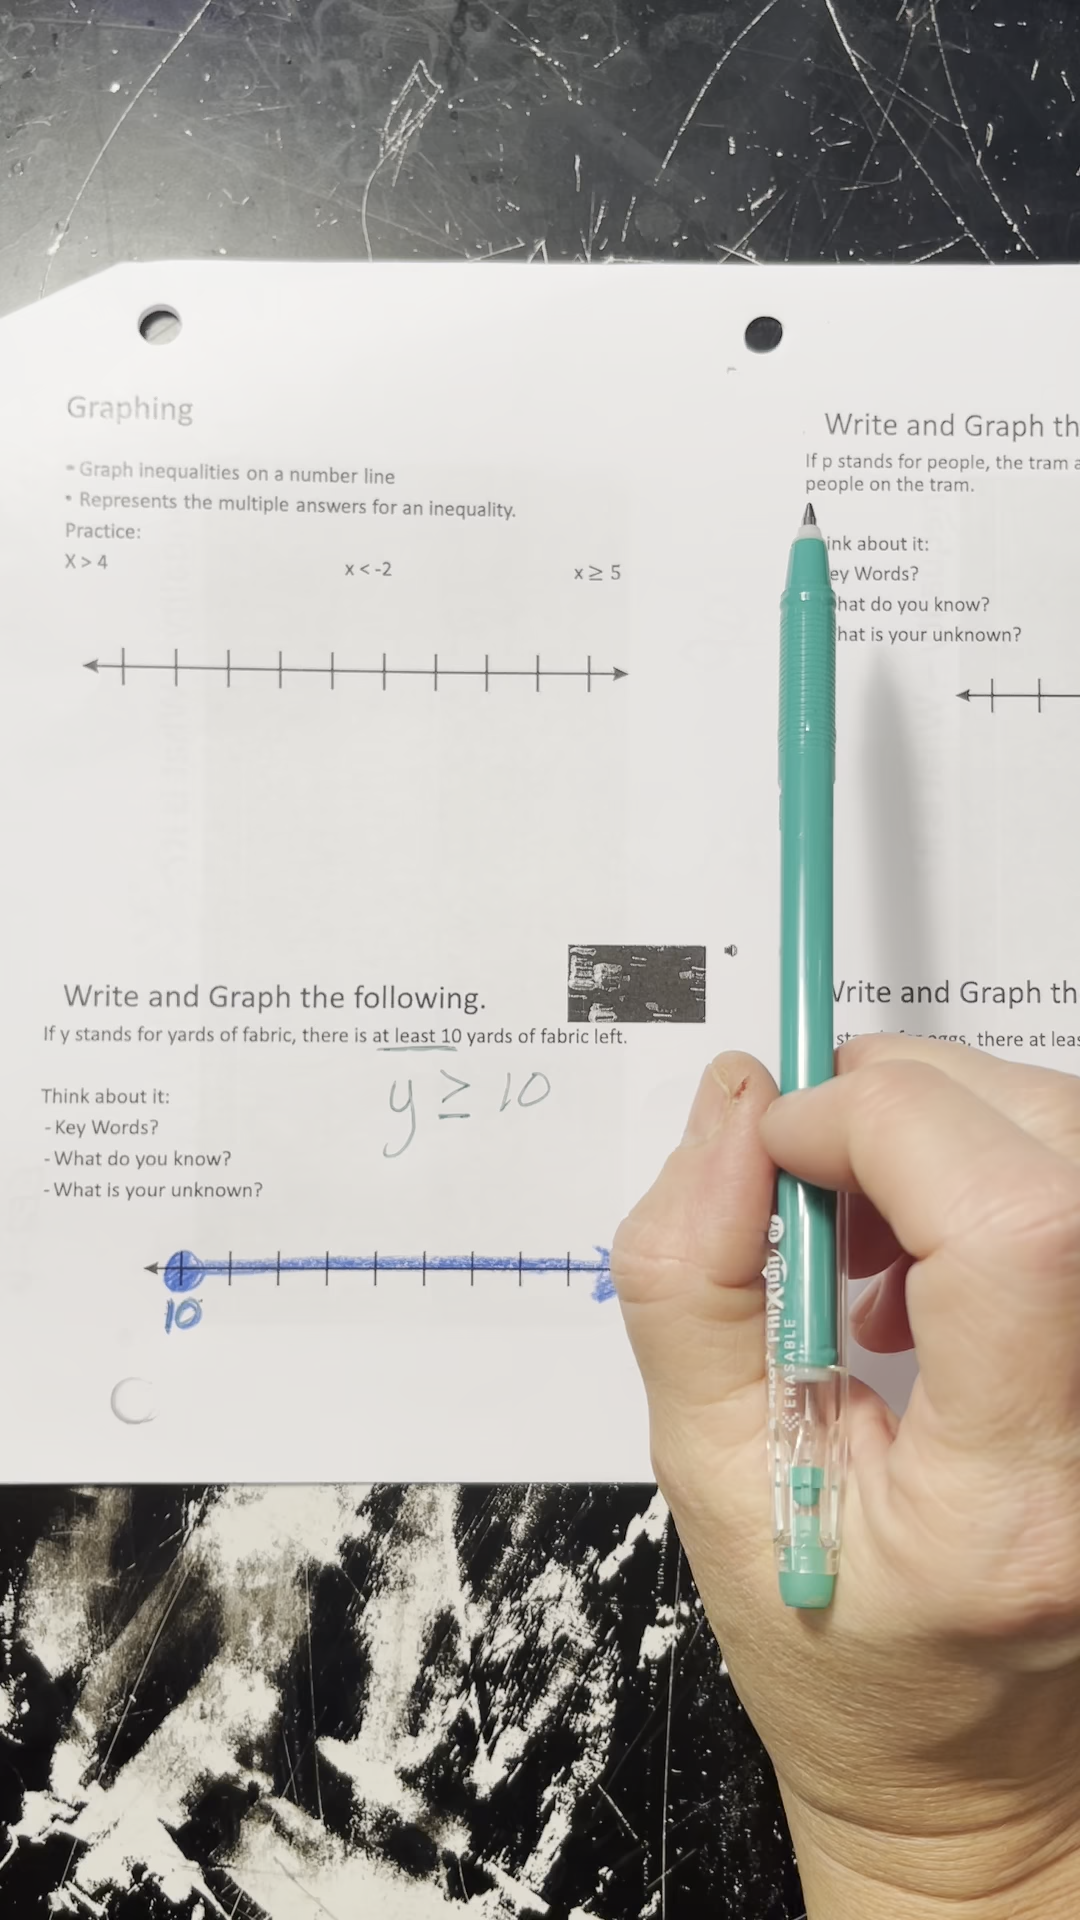 Graphing
• Graph inequalities on a number line
• Represents the multiple answers for an inequality.
Practice:
X > 4
x < -2
x ≥ 5
Write and Graph the following.
If y stands for yards of fabric, there is at least 10 yards of fabric left.
y ≥ 10
Think about it:
- Key Words?
- What do you know?
- What is your unknown?
10
Write and Graph th
If p stands for people, the tram
people on the tram.
ink about it:
ey Words?
hat do you know?
hat is your unknown?
Write and Graph th
eggs, there at leas
FRIXION 07
ERASABLE